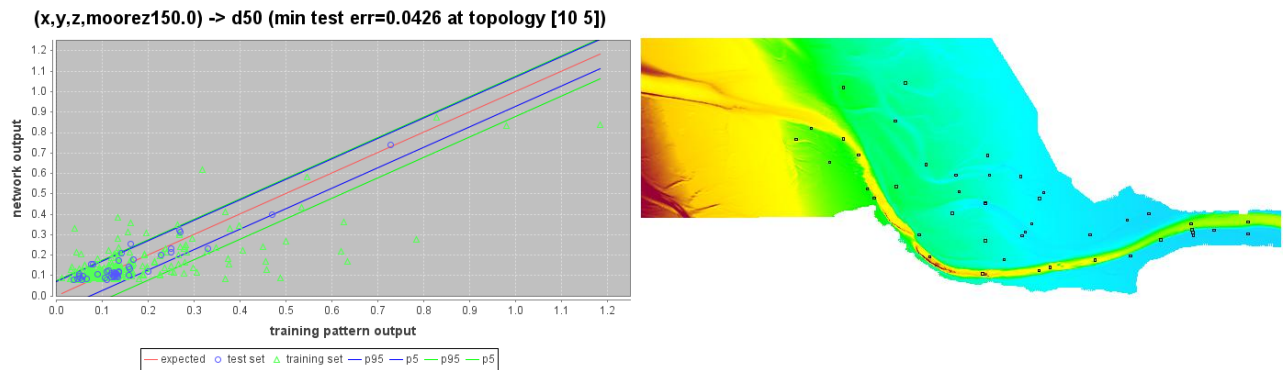 (x,y,z,moorez150.0) -> d50 (min test err=0.0426 at topology [10 5])
1.2
1.1
1.0
0.9
0.8
0.7
0.6
0.5
0.4
0.3
0.2
0.1
0.0
network output
0.0 0.1 0.2 0.3 0.4 0.5 0.6 0.7 0.8 0.9 1.0 1.1 1.2
training pattern output
expected test set training set p95 p5 p95 p5